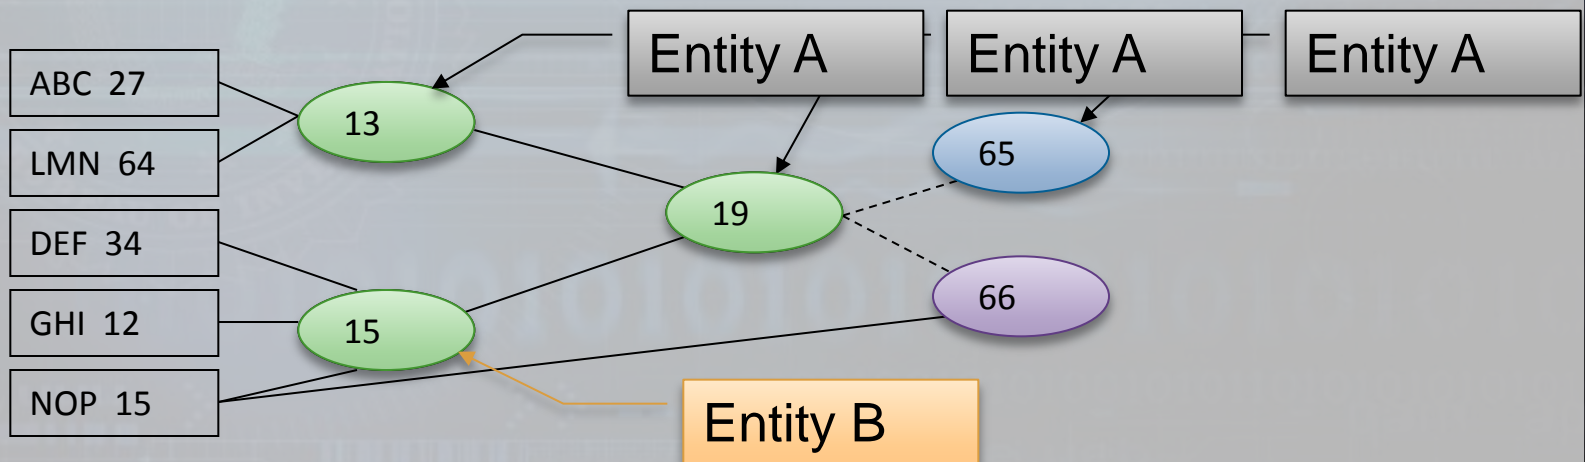 Entity A
Entity A
Entity A
ABC 27
13
LMN 64
65
19
DEF 34
66
GHI 12
15
NOP 15
Entity B